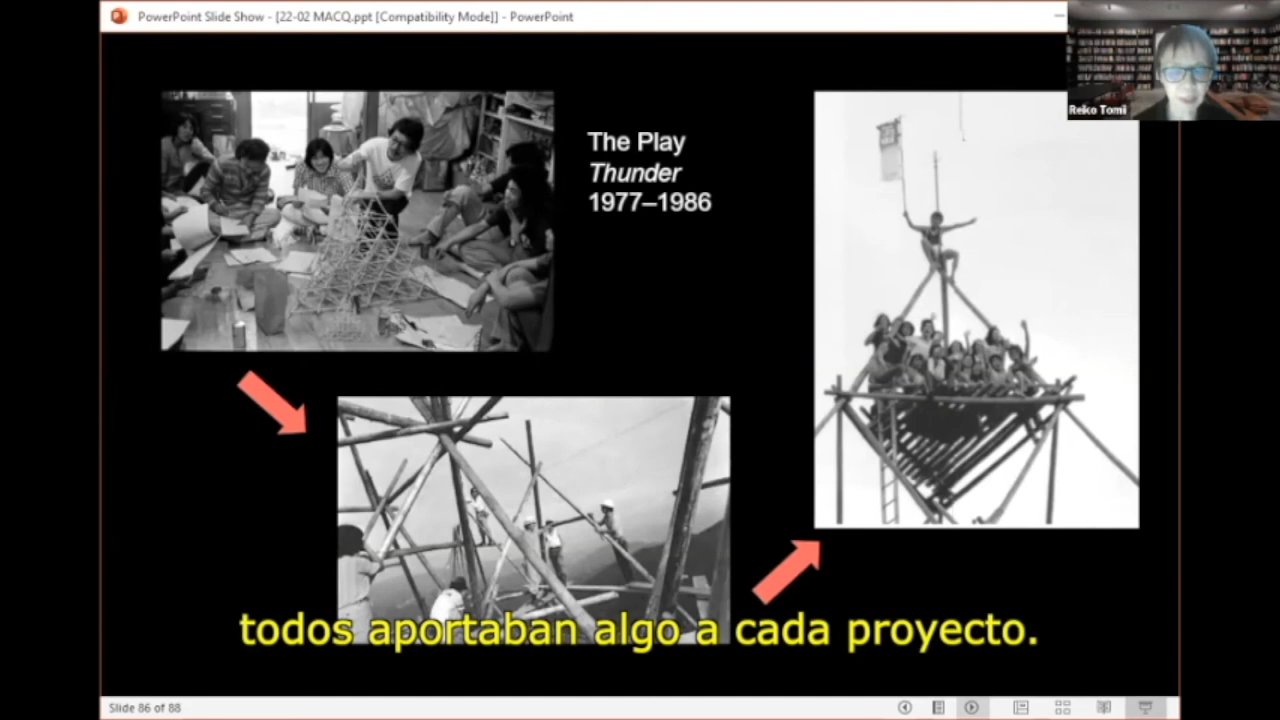 PowerPoint Slide Show - [22-02 MACQ.ppt [Compatibility Mode]] - PowerPoint
Reiko Tomii
The Play
Thunder
1977–1986
todos aportaban algo a cada proyecto.
Slide 86 of 88